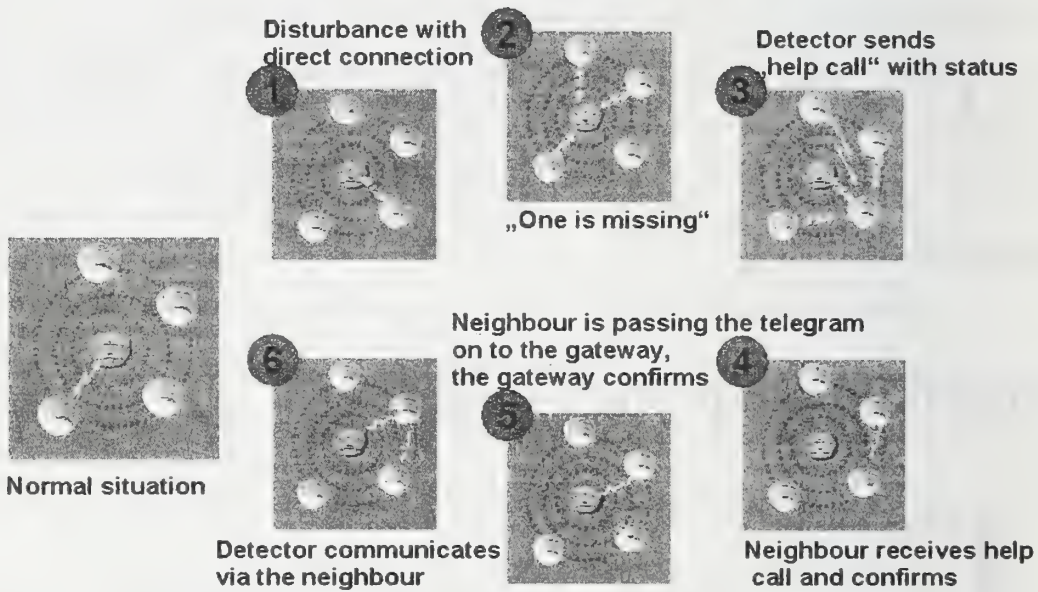 Disturbance with
direct connection
1
2
„One is missing“
Detector sends
„help call“ with status
3
Normal situation
4
Neighbour receives help
call and confirms
Neighbour is passing the telegram
on to the gateway,
the gateway confirms
5
6
Detector communicates
via the neighbour